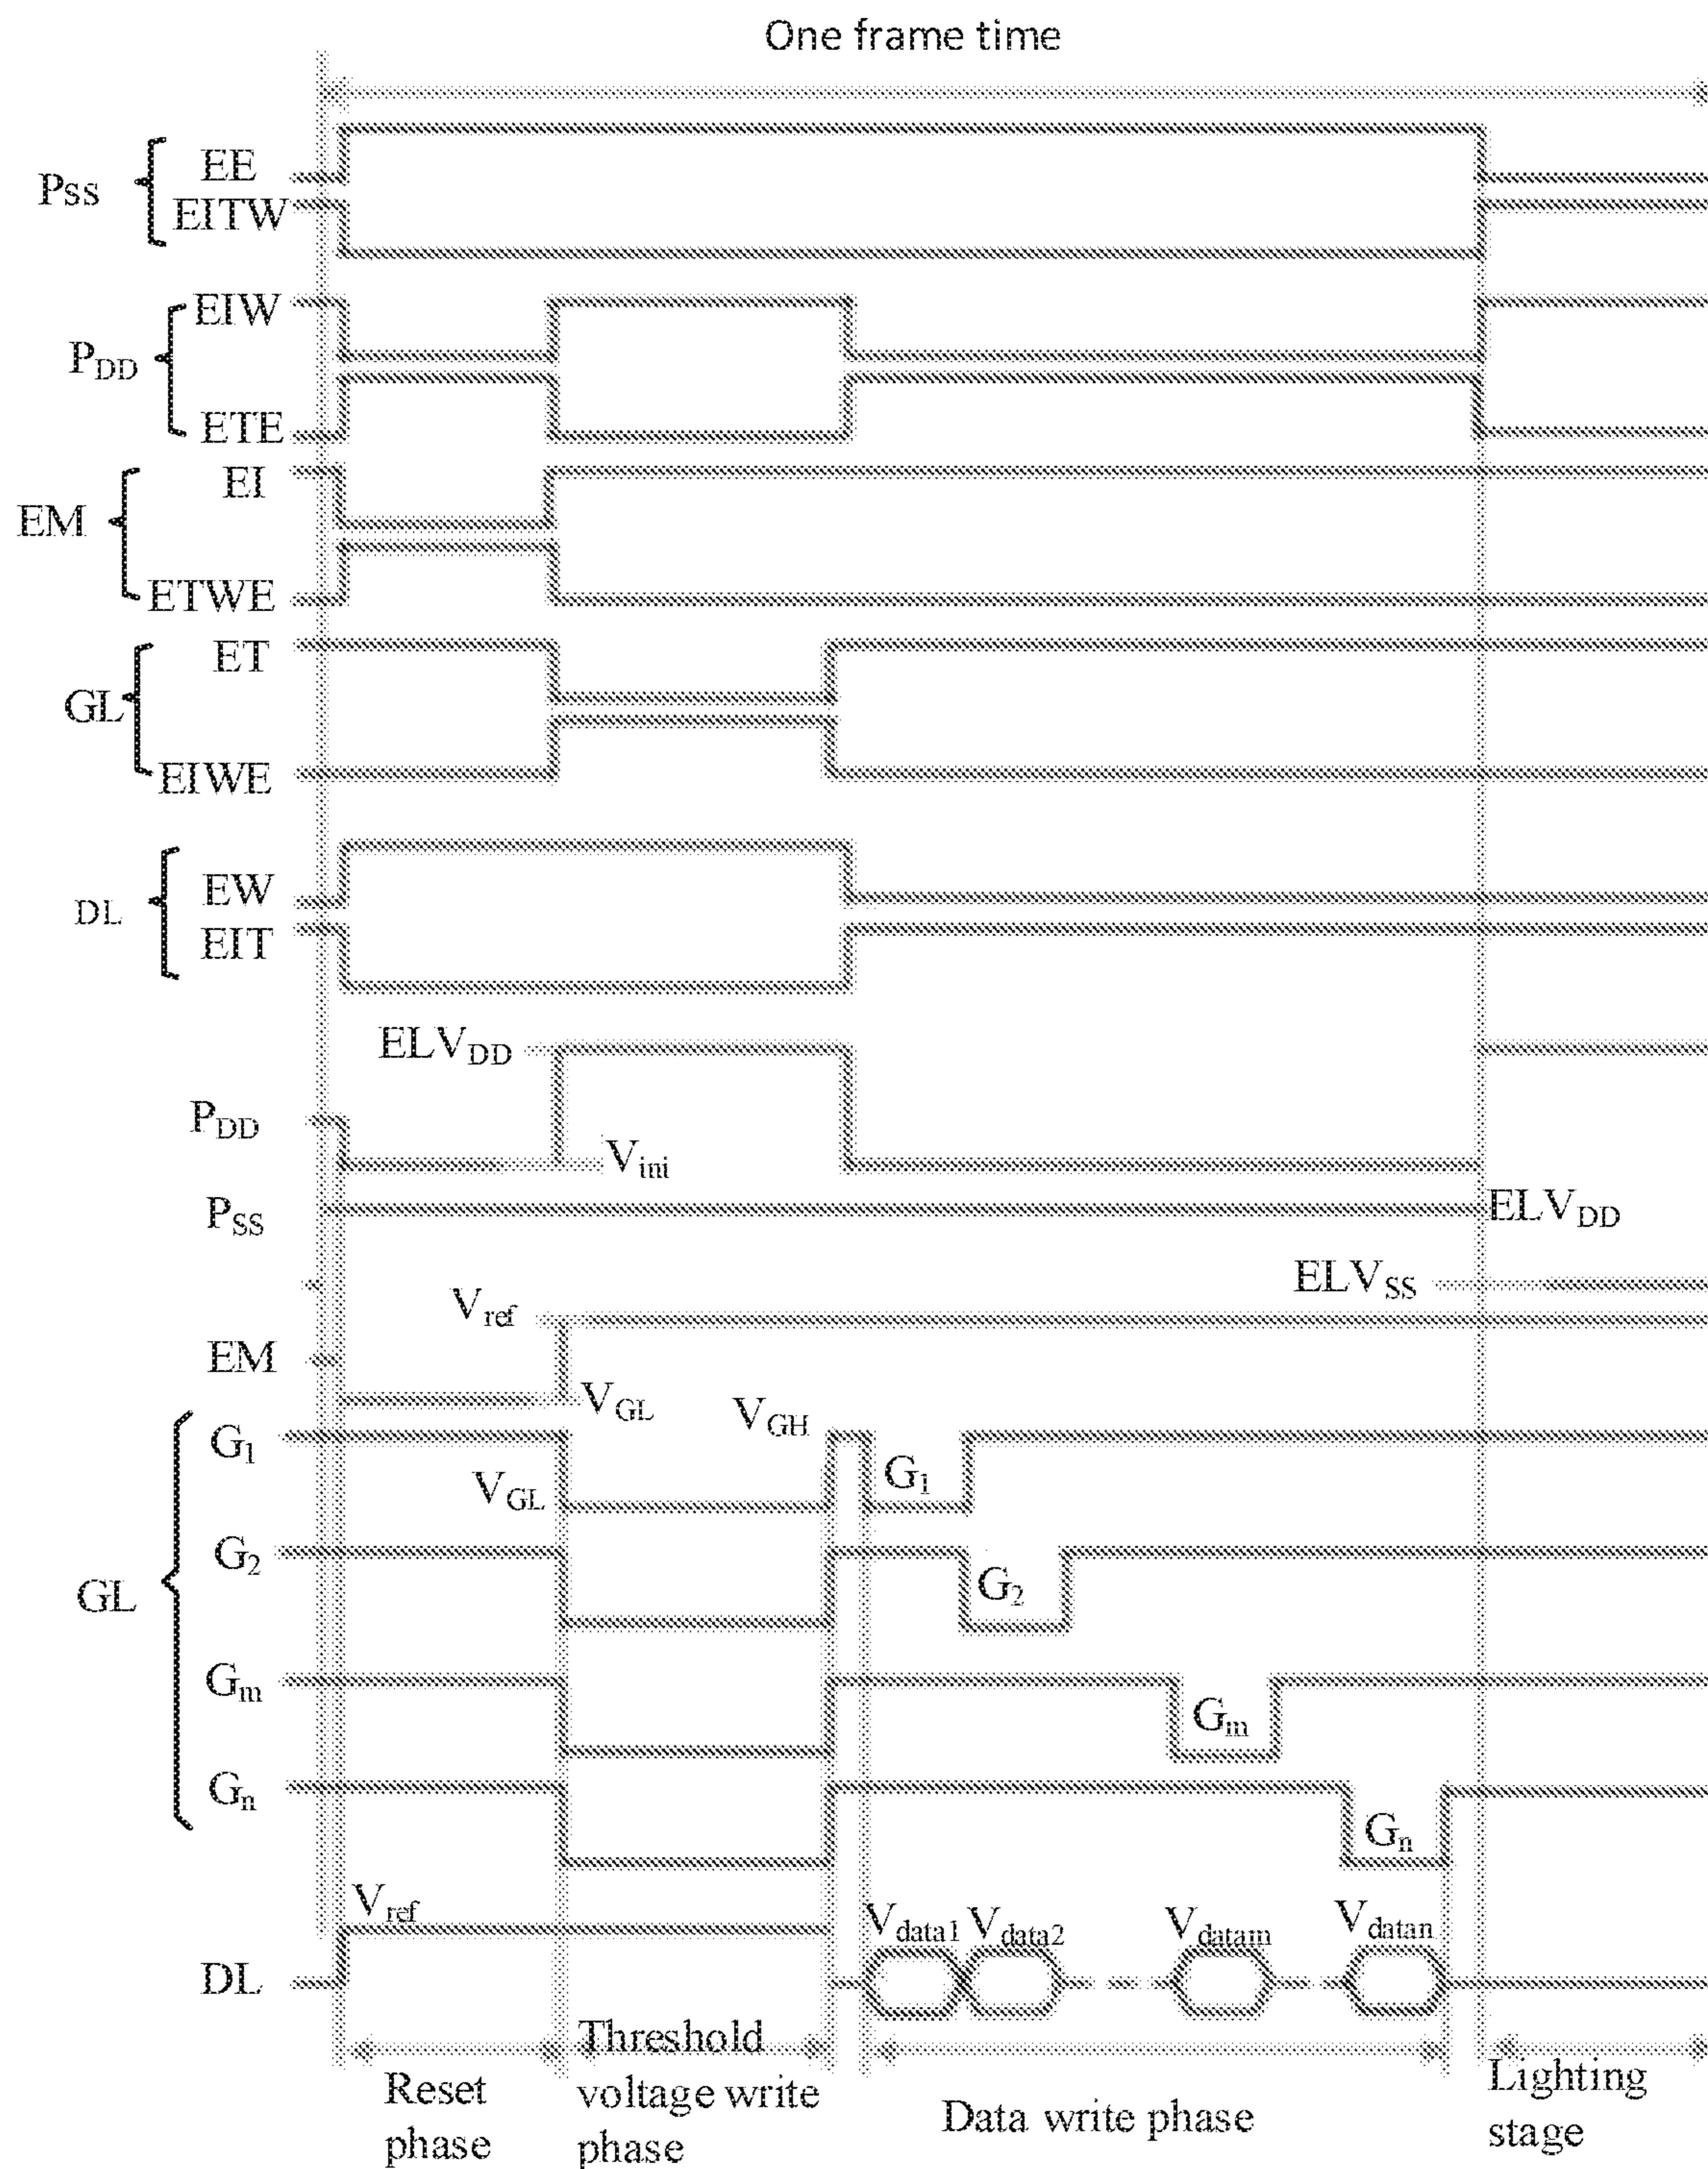 One frame time
PSS
EE
EITW
PDD
EIW
ETE
EM
EI
ETWE
GL
ET
EIWE
DL
EW
EIT
ELVDD
PDD
Vini
PSS
ELVDD
ELVSS
Vref
EM
VGL
VGH
G1
G1
VGL
G2
G2
GL
Gm
Gm
Gn
Gn
Vref
Vdata1 Vdata2 Vdatam Vdatan
DL
Reset
phase
Threshold
voltage write
phase
Data write phase
Lighting
stage